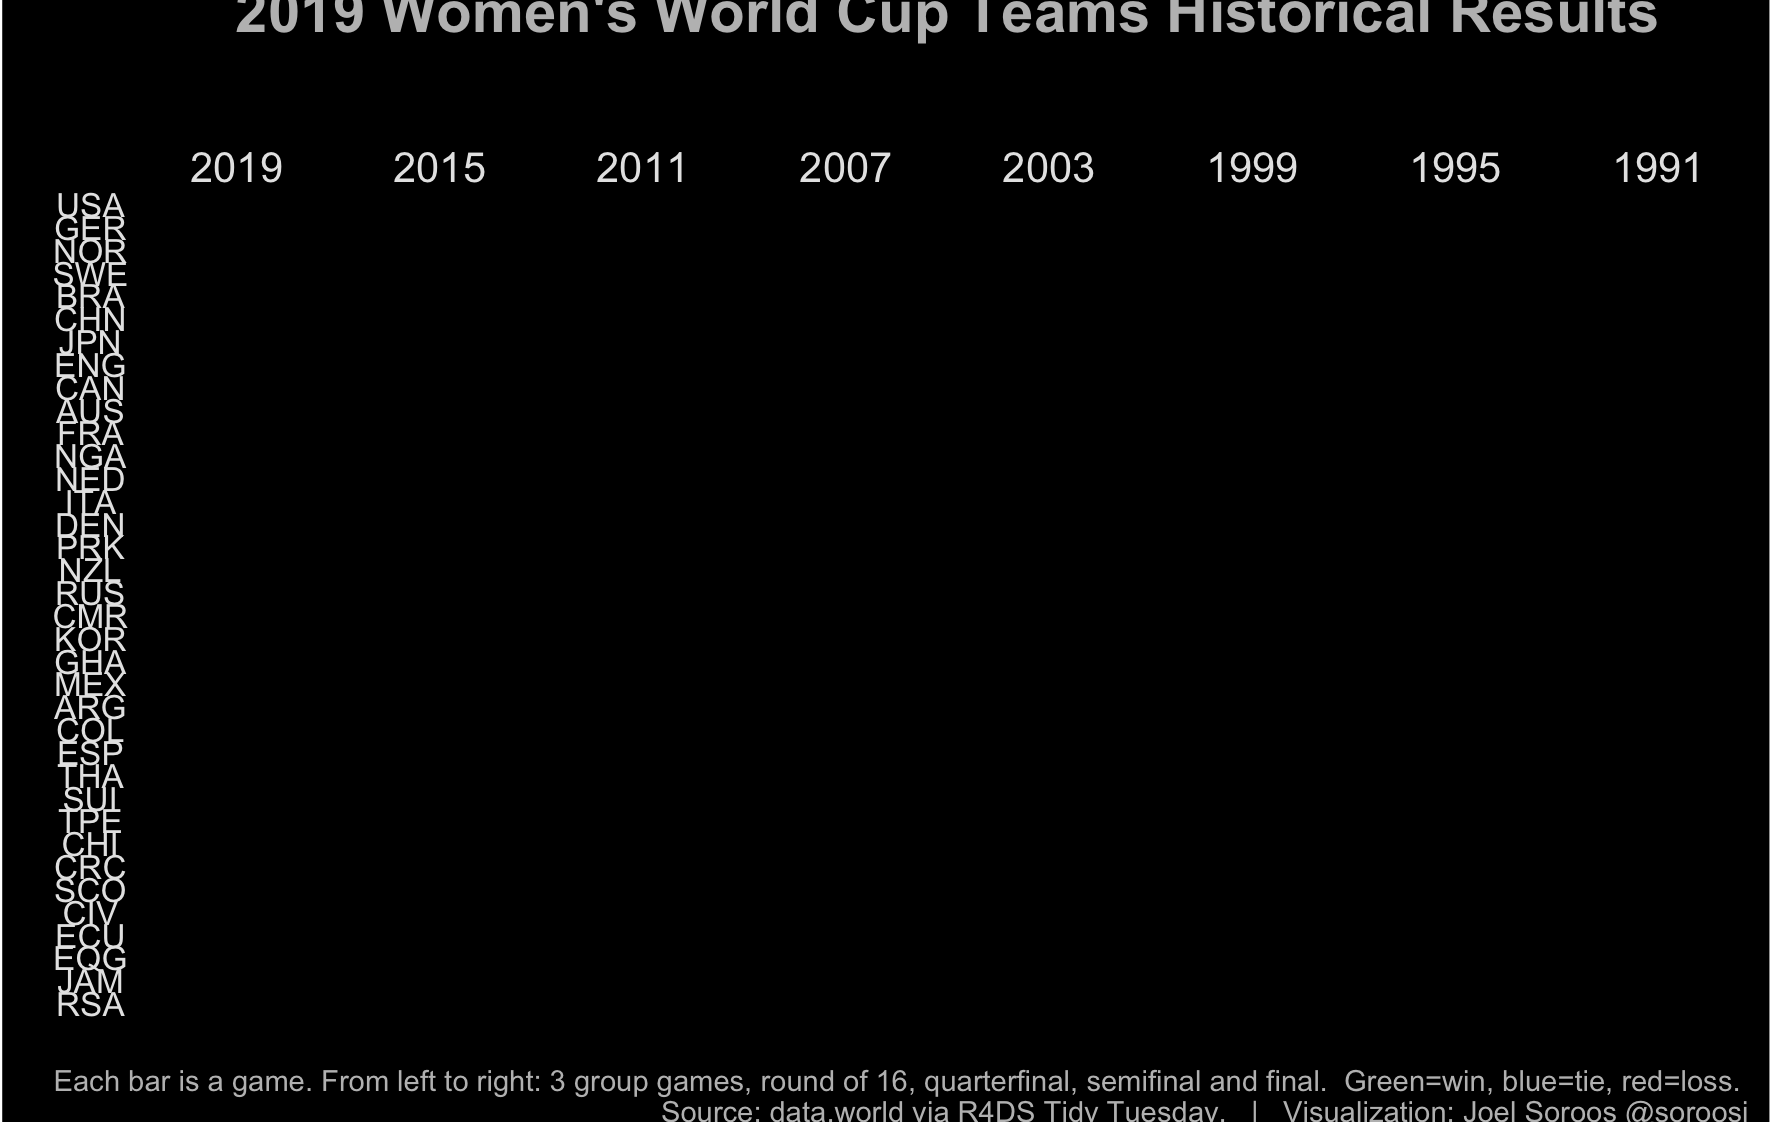 2019 Women's World Cup Teams Historical Results
2019 2015 2011 2007 2003 1999 1995 1991
USA
GER
NOR
SWE
BRA
CHN
JPN
ENG
CAN
AUS
FRA
NGA
NED
ITA
DEN
PRK
NZL
RUS
CMR
KOR
GHA
MEX
ARG
COL
ESP
THA
SUI
TPE
CHI
CRC
SCO
CIV
ECU
EQG
JAM
RSA
Each bar is a game. From left to right: 3 group games, round of 16, quarterfinal, semifinal and final.  Green=win, blue=tie, red=loss.
Source: data.world via R4DS Tidy Tuesday.   |   Visualization: Joel Soroos @soroosj